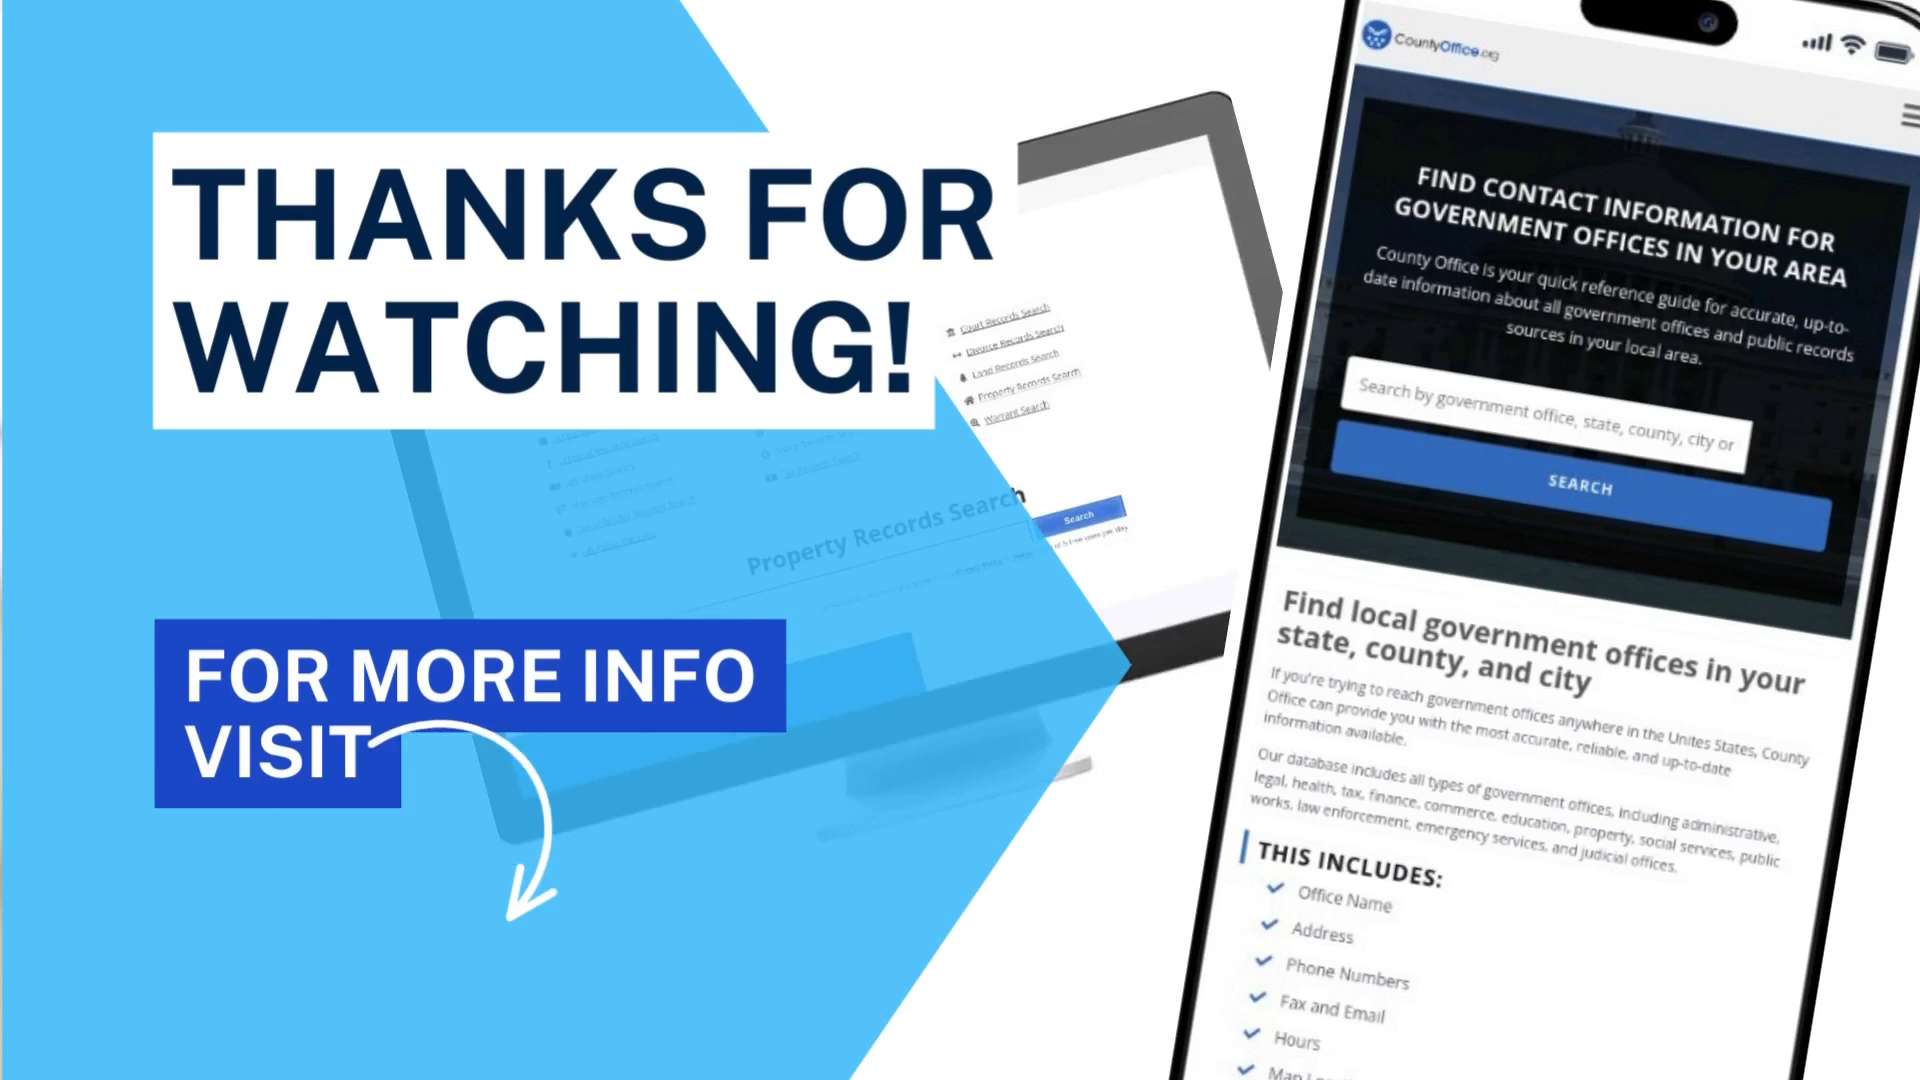 THANKS FOR
WATCHING!
FOR MORE INFO
VISIT
Court Records Search
Divorce Records Search
Land Records Search
Property Records Search
Warrant Search
Property Records Search
Search
CountyOffice.org
FIND CONTACT INFORMATION FOR
GOVERNMENT OFFICES IN YOUR AREA
County Office is your quick reference guide for accurate, up-to-
date information about all government offices and public records
sources in your local area.
Search by government office, state, county, city or
SEARCH
Find local government offices in your
state, county, and city
If you're trying to reach government offices anywhere in the Unites States, County
Office can provide you with the most accurate, reliable, and up-to-date
information available.
Our database includes all types of government offices, including administrative,
legal, health, tax, finance, commerce, education, property, social services, public
works, law enforcement, emergency services, and judicial offices.
THIS INCLUDES:
Office Name
Address
Phone Numbers
Fax and Email
Hours